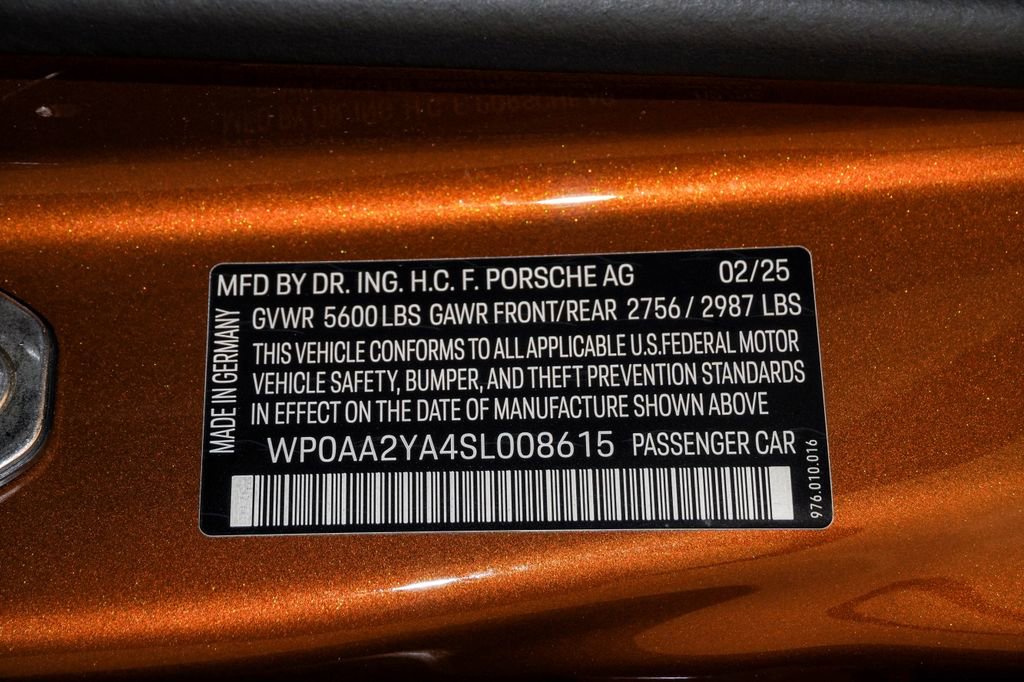 MFD BY DR. ING. H.C. F. PORSCHE AG 02/25
GVWR 5600 LBS GAWR FRONT/REAR 2756 / 2987 LBS
THIS VEHICLE CONFORMS TO ALL APPLICABLE U.S.FEDERAL MOTOR
VEHICLE SAFETY, BUMPER, AND THEFT PREVENTION STANDARDS
IN EFFECT ON THE DATE OF MANUFACTURE SHOWN ABOVE
WP0AA2YA4SL008615 PASSENGER CAR
MADE IN GERMANY
976.010.016